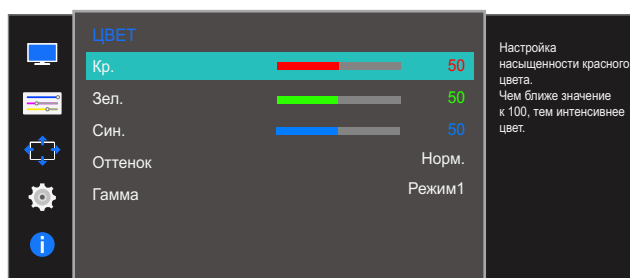 ЦВЕТ
Кр. 50
Зел. 50
Син. 50
Оттенок Норм.
Гамма Режим1
Настройка
насыщенности красного
цвета.
Чем ближе значение
к 100, тем интенсивнее
цвет.